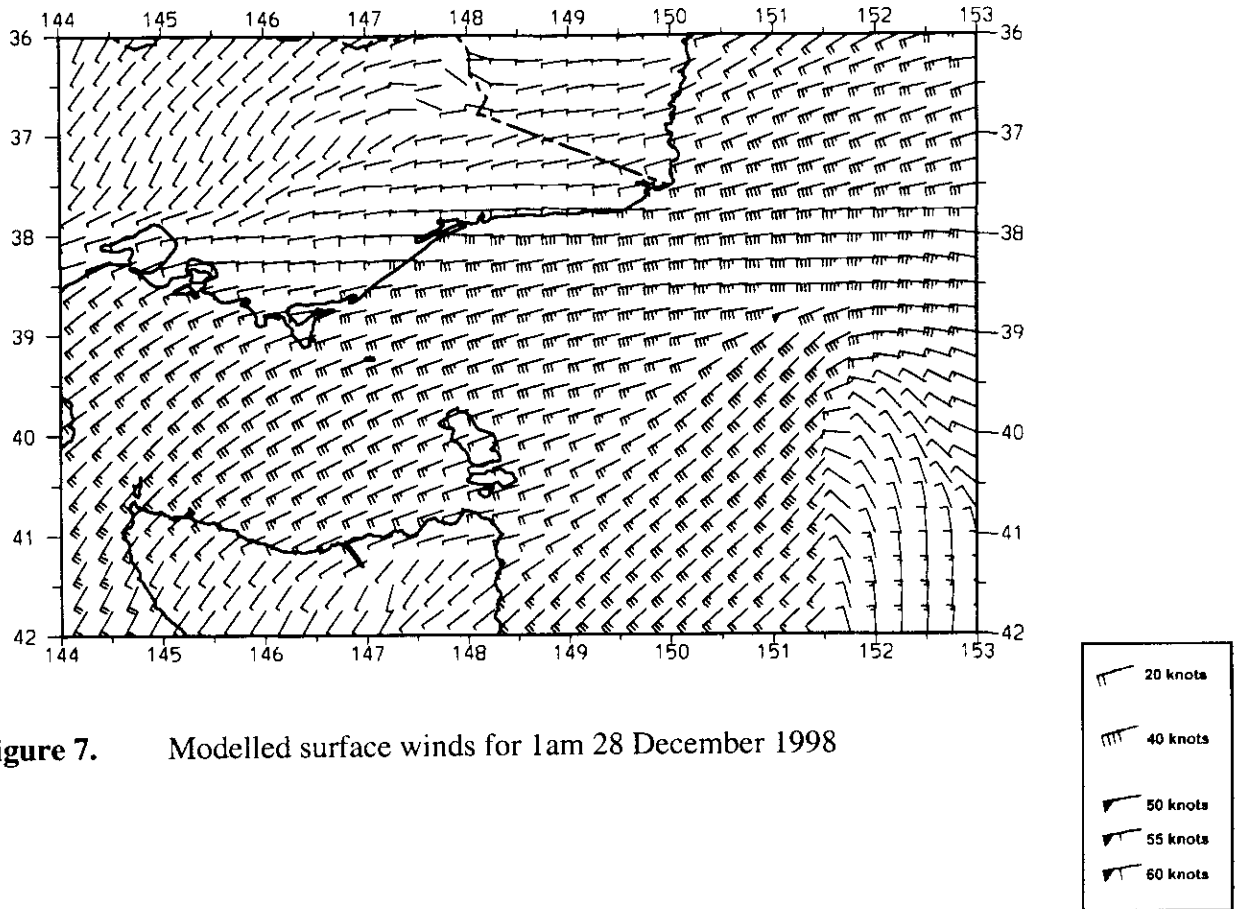 144 145 146 147 148 149 150 151 152 153
36 36
37 37
38 38
39 39
40 40
41 41
42 42
144 145 146 147 148 149 150 151 152 153
20 knots
igure 7. Modelled surface winds for 1am 28 December 1998
40 knots
50 knots
55 knots
60 knots